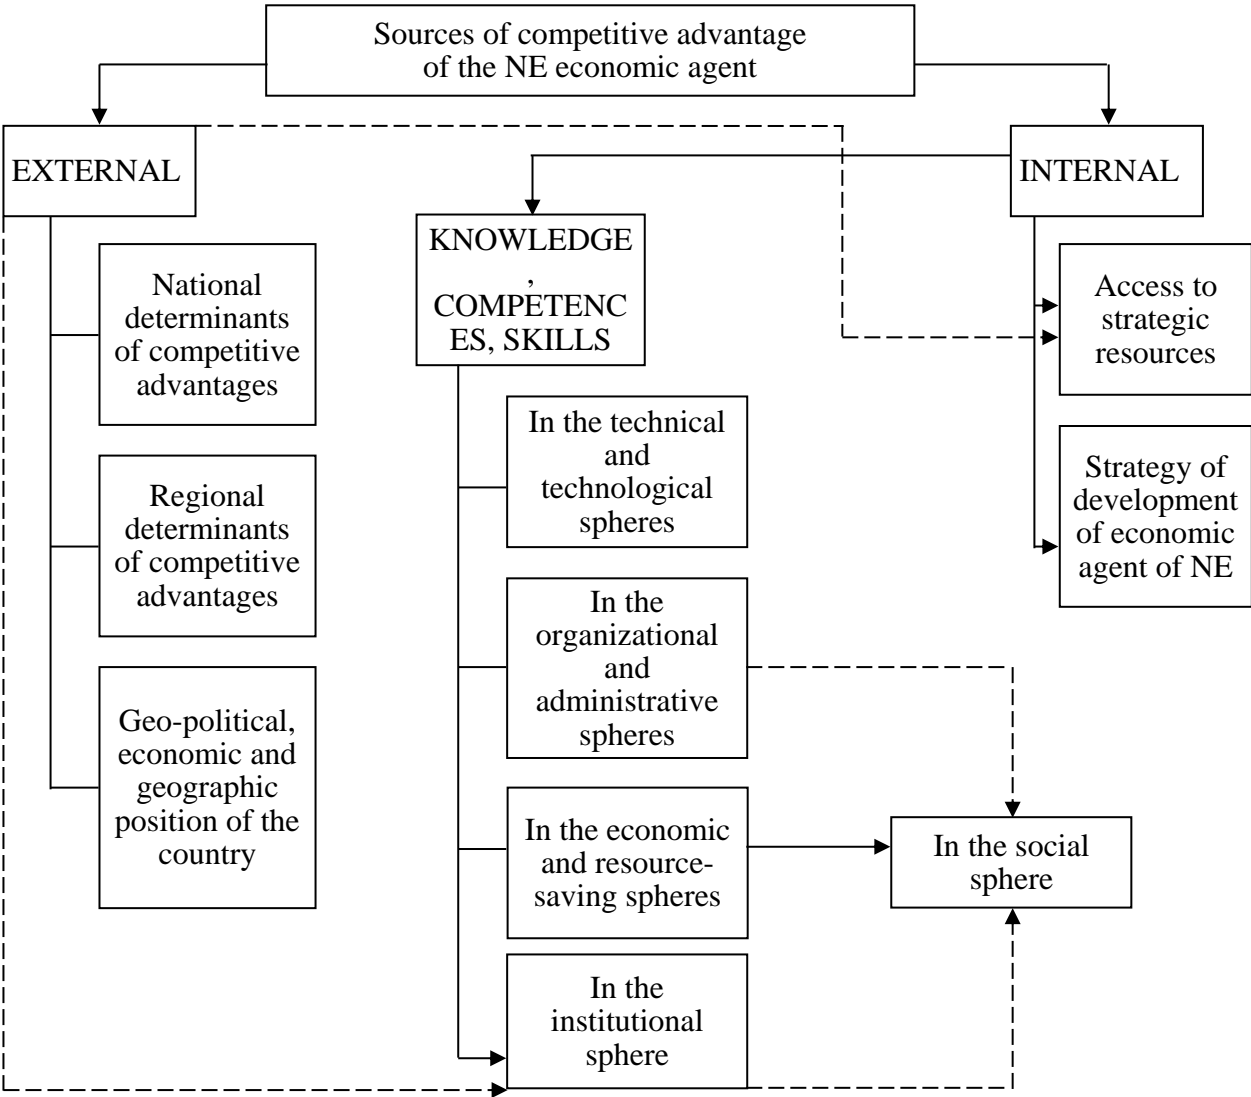 Sources of competitive advantage
of the NE economic agent
EXTERNAL
INTERNAL
KNOWLEDGE
,
COMPETENC
ES, SKILLS
National
determinants
of competitive
advantages
Access to
strategic
resources
In the technical
and
technological
spheres
Strategy of
development
of economic
agent of NE
Regional
determinants
of competitive
advantages
In the
organizational
and
administrative
spheres
Geo-political,
economic and
geographic
position of the
country
In the economic
and resource-
saving spheres
In the social
sphere
In the
institutional
sphere